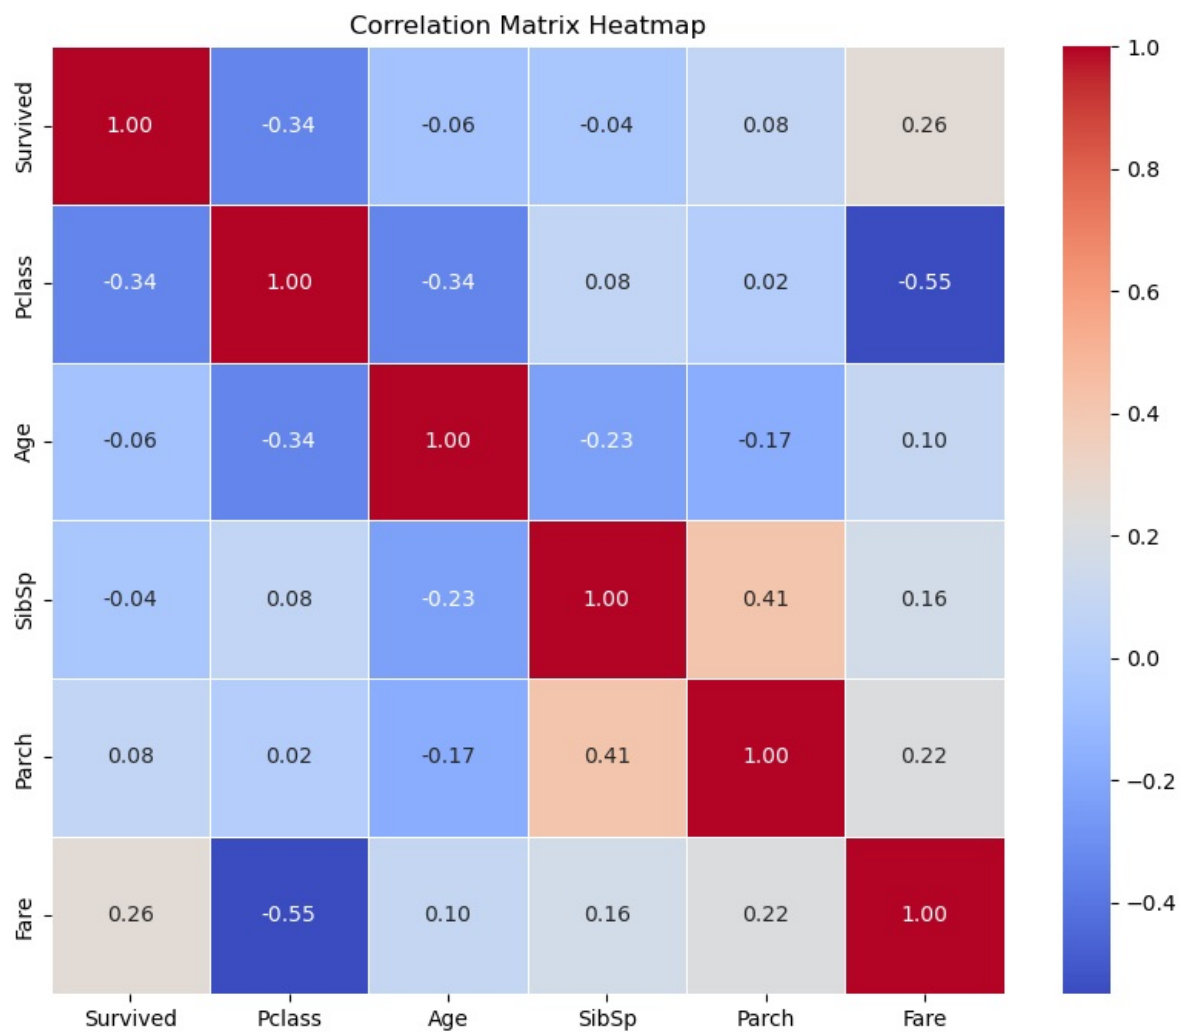 Correlation Matrix Heatmap
Survived 1.00 -0.34 -0.06 -0.04 0.08 0.26
Pclass -0.34 1.00 -0.34 0.08 0.02 -0.55
Age -0.06 -0.34 1.00 -0.23 -0.17 0.10
SibSp -0.04 0.08 -0.23 1.00 0.41 0.16
Parch 0.08 0.02 -0.17 0.41 1.00 0.22
Fare 0.26 -0.55 0.10 0.16 0.22 1.00
Survived Pclass Age SibSp Parch Fare
1.0
0.8
0.6
0.4
0.2
0.0
−0.2
−0.4